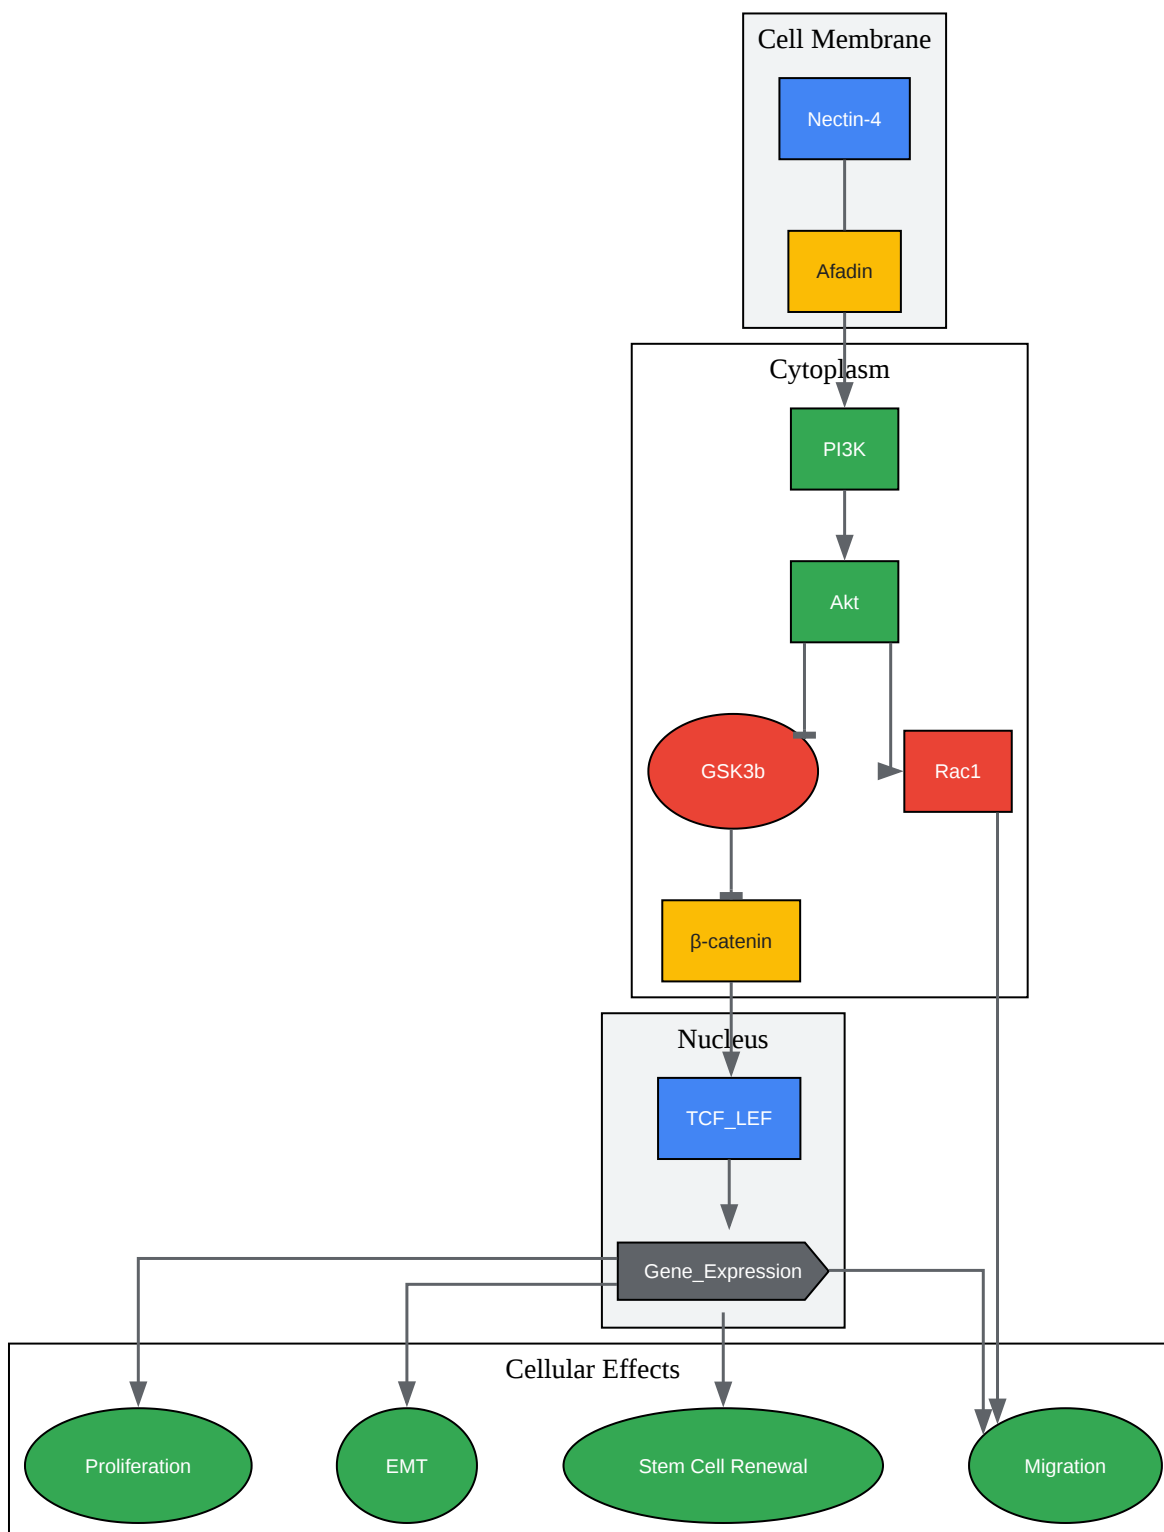 Cell Membrane
Nectin-4
Afadin
Cytoplasm
PI3K
Akt
GSK3b
Rac1
β-catenin
Nucleus
TCF_LEF
Gene_Expression
Cellular Effects
Proliferation
EMT
Stem Cell Renewal
Migration